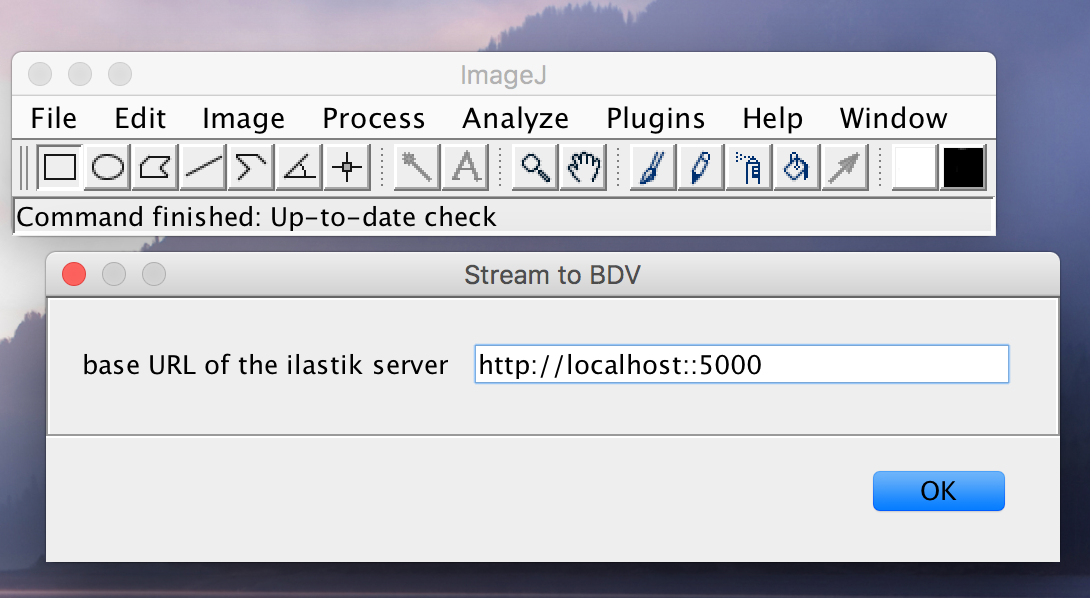 ImageJ
File Edit Image Process Analyze Plugins Help Window
A
Command finished: Up-to-date check
Stream to BDV
base URL of the ilastik server http://localhost::5000
OK